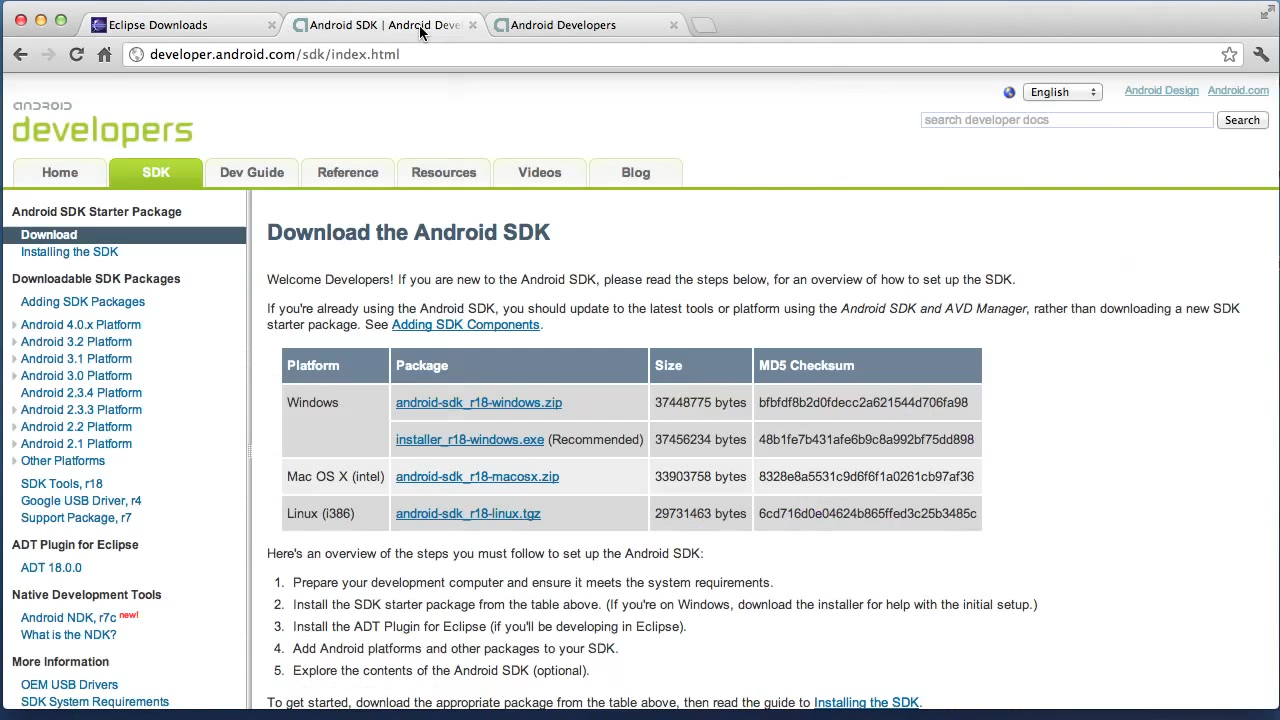 Eclipse Downloads
Android SDK | Android Deve
Android Developers
developer.android.com/sdk/index.html
English
Android Design
Android.com
android
developers
search developer docs
Search
Home
SDK
Dev Guide
Reference
Resources
Videos
Blog
Android SDK Starter Package
Download
Installing the SDK
Downloadable SDK Packages
Adding SDK Packages
Android 4.0.x Platform
Android 3.2 Platform
Android 3.1 Platform
Android 3.0 Platform
Android 2.3.4 Platform
Android 2.3.3 Platform
Android 2.2 Platform
Android 2.1 Platform
Other Platforms
SDK Tools, r18
Google USB Driver, r4
Support Package, r7
ADT Plugin for Eclipse
ADT 18.0.0
Native Development Tools
Android NDK, r7c new!
What is the NDK?
More Information
OEM USB Drivers
SDK System Requirements
Download the Android SDK
Welcome Developers! If you are new to the Android SDK, please read the steps below, for an overview of how to set up the SDK.
If you're already using the Android SDK, you should update to the latest tools or platform using the Android SDK and AVD Manager, rather than downloading a new SDK
starter package. See Adding SDK Components.
Platform Package Size MD5 Checksum
Windows android-sdk_r18-windows.zip 37448775 bytes bfbfdf8b2d0fdecc2a621544d706fa98
installer_r18-windows.exe (Recommended) 37456234 bytes 48b1fe7b431afe6b9c8a992bf75dd898
Mac OS X (intel) android-sdk_r18-macosx.zip 33903758 bytes 8328e8a5531c9d6f6f1a0261cb97af36
Linux (i386) android-sdk_r18-linux.tgz 29731463 bytes 6cd716d0e04624b865ffed3c25b3485c
Here's an overview of the steps you must follow to set up the Android SDK:
1. Prepare your development computer and ensure it meets the system requirements.
2. Install the SDK starter package from the table above. (If you're on Windows, download the installer for help with the initial setup.)
3. Install the ADT Plugin for Eclipse (if you'll be developing in Eclipse).
4. Add Android platforms and other packages to your SDK.
5. Explore the contents of the Android SDK (optional).
To get started, download the appropriate package from the table above, then read the guide to Installing the SDK.